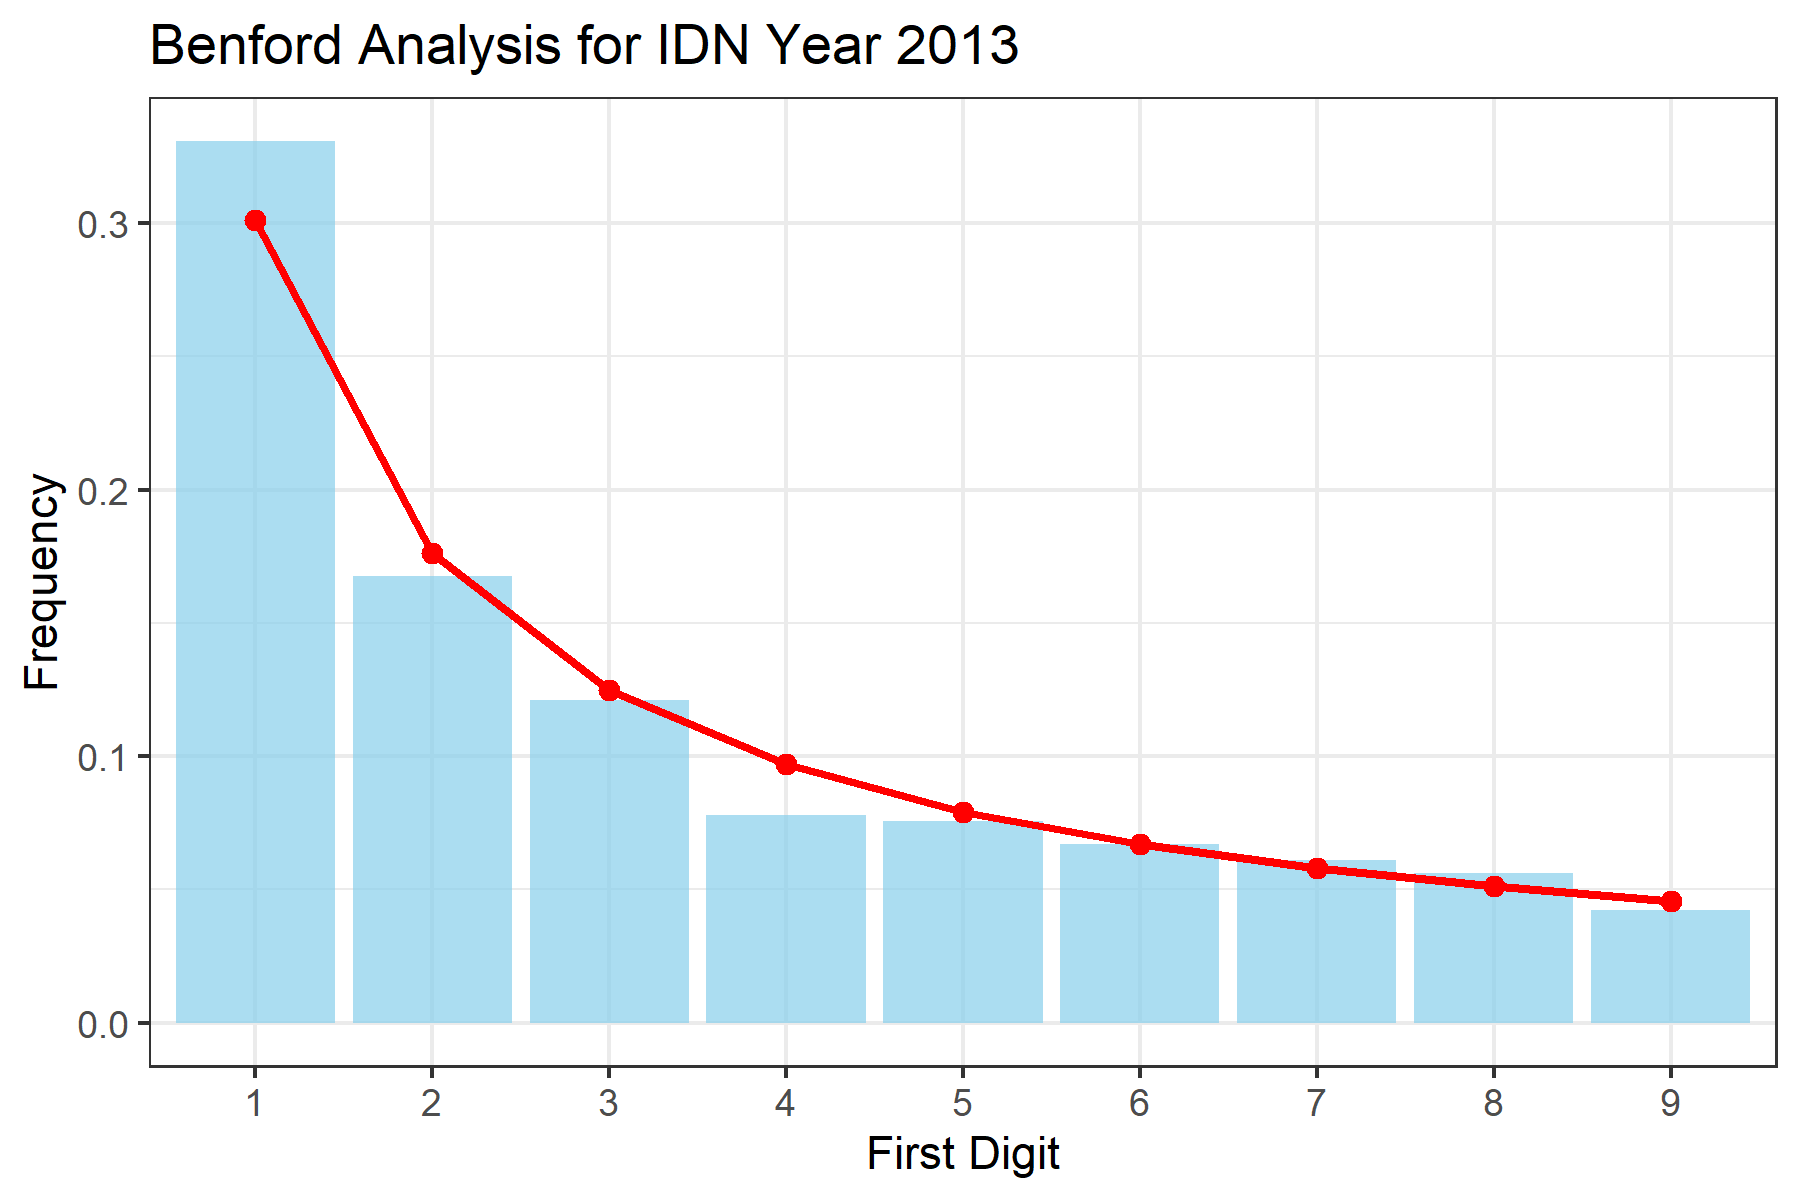 Benford Analysis for IDN Year 2013
Frequency
0.3
0.2
0.1
0.0
1 2 3 4 5 6 7 8 9
First Digit